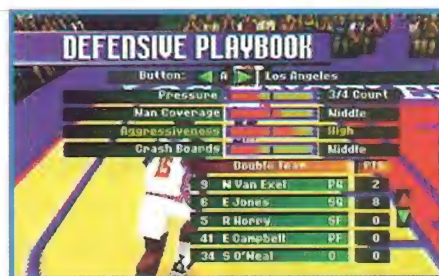 DEFENSIVE PLAYBOOK
Button: A Los Angeles
Pressure 3/4 Court
Man Coverage Middle
Aggressiveness High
Crash Boards Middle
Double Team Pts
9 N Van Exel PG 2
6 E Jones SG 8
5 R Horry SF 0
41 E Campbell PF 0
34 S O'Neal C 0